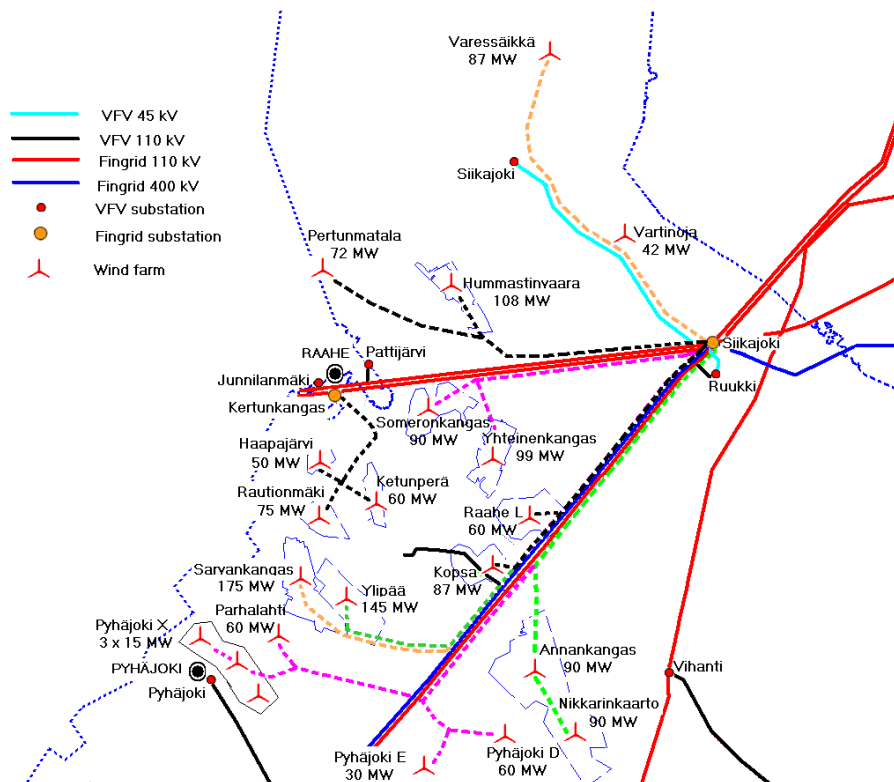 Varessäikkä
87 MW
VFV 45 kV
VFV 110 kV
Fingrid 110 kV
Fingrid 400 kV
VFV substation
Fingrid substation
Wind farm
Siikajoki
Pertunmatala
72 MW
Vartinoja
42 MW
Hummastinvaara
108 MW
Siikajoki
RAAHE
Pattijärvi
Junnilanmäki
Ruukki
Kertunkangas
Someronkangas
90 MW
Haapajärvi
50 MW
Yhteinenkangas
99 MW
Ketunperä
60 MW
Rautionmäki
75 MW
Raahe L
60 MW
Sarvankangas
175 MW
Kopsa
87 MW
Ylipää
145 MW
Parhalahti
60 MW
Pyhäjoki X
3 x 15 MW
PYHÄJOKI
Pyhäjoki
Annankangas
90 MW
Vihanti
Nikkarinkaarto
90 MW
Pyhäjoki E
30 MW
Pyhäjoki D
60 MW